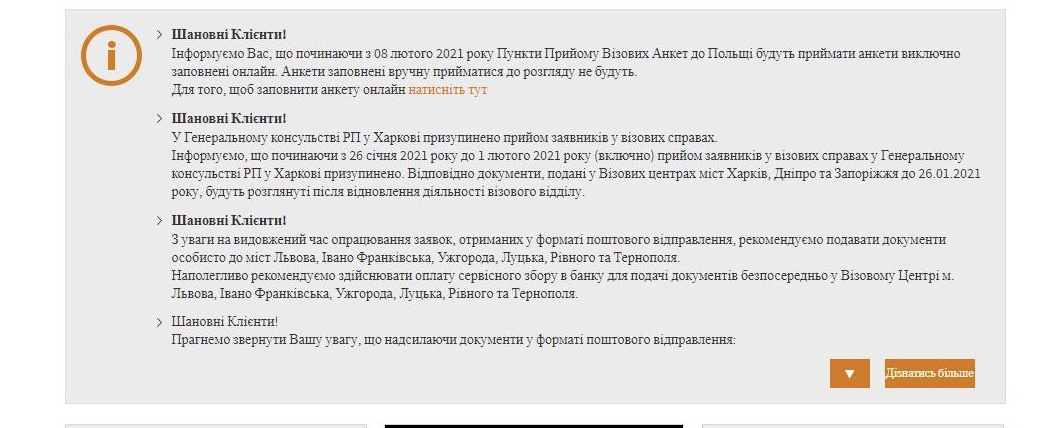 Шановні Клієнти!
Інформуємо Вас, що починаючи з 08 лютого 2021 року Пункти Прийому Візових Анкет до Польщі будуть приймати анкети виключно
заповнені онлайн. Анкети заповнені вручну прийматися до розгляду не будуть.
Для того, щоб заповнити анкету онлайн натисніть тут
Шановні Клієнти!
У Генеральному консульстві РП у Харкові призупинено прийом заявників у візових справах.
Інформуємо, що починаючи з 26 січня 2021 року до 1 лютого 2021 року (включно) прийом заявників у візових справах у Генеральному
консульстві РП у Харкові призупинено. Відповідно документи, подані у Візових центрах міст Харків, Дніпро та Запоріжжя до 26.01.2021
року, будуть розглянуті після відновлення діяльності візового відділу.
Шановні Клієнти!
З уваги на видовжений час опрацювання заявок, отриманих у форматі поштового відправлення, рекомендуємо подавати документи
особисто до міст Львова, Івано Франківська, Ужгорода, Луцька, Рівного та Тернополя.
Наполегливо рекомендуємо здійснювати оплату сервісного збору в банку для подачі документів безпосередньо у Візовому Центрі м.
Львова, Івано Франківська, Ужгорода, Луцька, Рівного та Тернополя.
Шановні Клієнти!
Прагнемо звернути Вашу увагу, що надсилаючи документи у форматі поштового відправлення:
Дізнатись більше